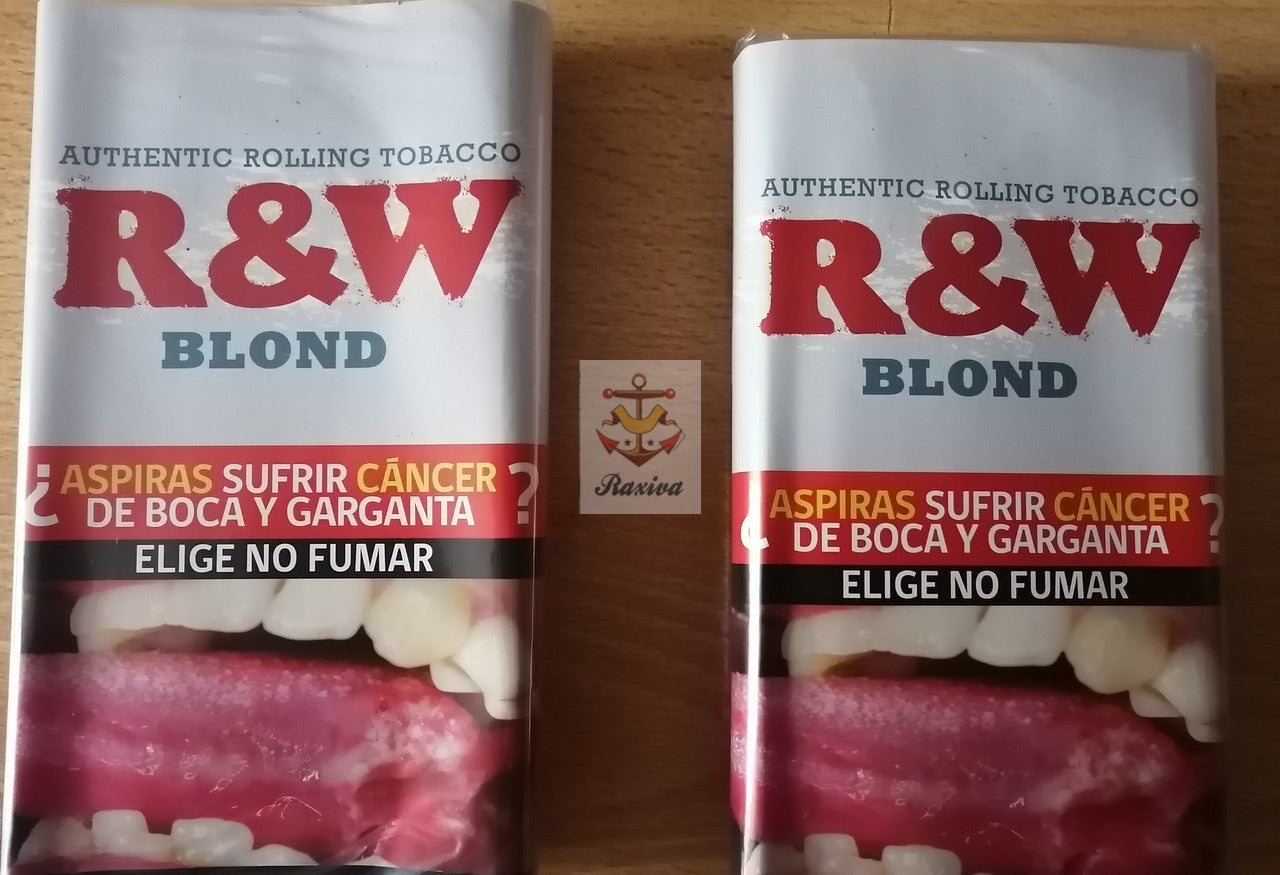 AUTHENTIC ROLLING TOBACCO
R&W
BLOND
¿ASPIRAS SUFRIR CÁNCER
DE BOCA Y GARGANTA?
ELIGE NO FUMAR
Raxiva
AUTHENTIC ROLLING TOBACCO
R&W
BLOND
¿ASPIRAS SUFRIR CÁNCER
DE BOCA Y GARGANTA?
ELIGE NO FUMAR